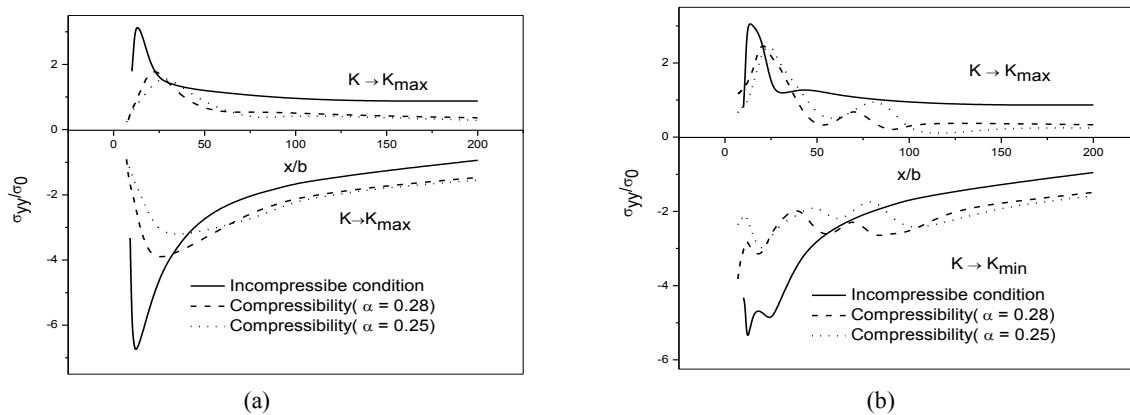 2
0
-2
-4
-6
0
50
100
150
200
x/b
σyy/σ0
K → Kmax
K→Kmax
Incompressibe condition
Compressibility( α = 0.28)
Compressibility( α = 0.25)
(a)
2
0
-2
-4
-6
0
50
100
150
200
x/b
σyy/σ0
K → Kmax
K → Kmin
Incompressibe condition
Compressibility( α = 0.28)
Compressibility( α = 0.25)
(b)